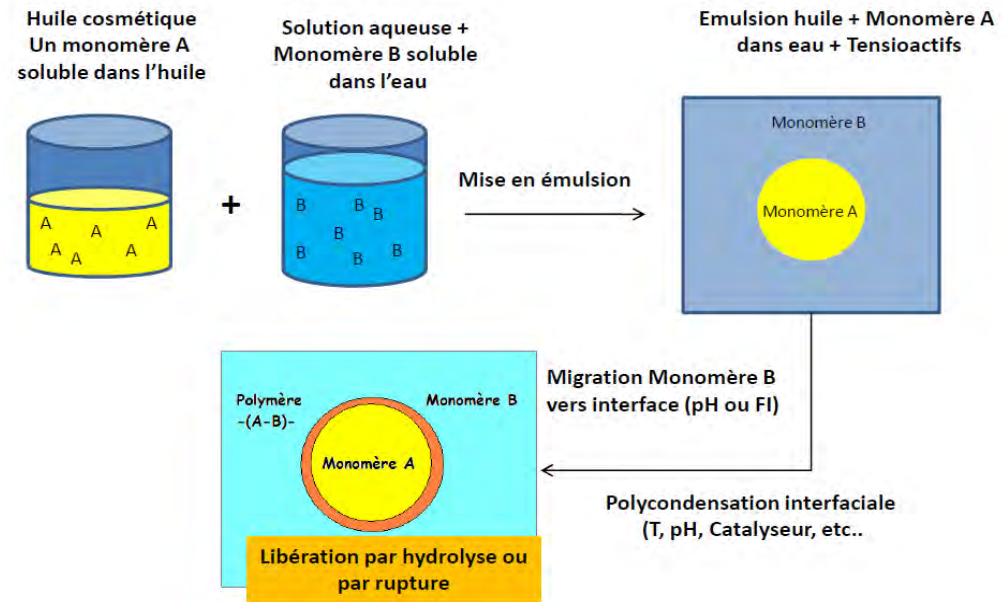 Huile cosmétique
Un monomère A
soluble dans l'huile
Solution aqueuse +
Monomère B soluble
dans l'eau
Emulsion huile + Monomère A
dans eau + Tensioactifs
A
A
A
A
A
A
+
B
B
B
B
B
B
B
Mise en émulsion
Monomère B
Monomère A
Migration Monomère B
vers interface (pH ou FI)
Polymère
-(A-B)-
Monomère B
Monomère A
Polycondensation interfaciale
(T, pH, Catalyseur, etc..
Libération par hydrolyse ou
par rupture